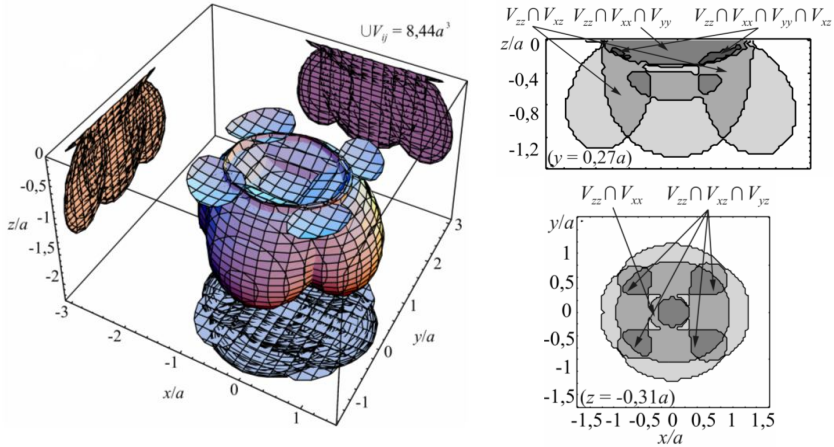 ∪V_ij = 8,44a³
0
-0,5
-1
-1,5
-2
z/a
-3
-2
-1
0
1
x/a
3
2
1
0
-1
y/a
V_zz∩V_xz V_zz∩V_xx∩V_yy V_zz∩V_xx∩V_yy∩V_xz
z/a 0
-0,4
-0,8
-1,2
(y = 0,27a)
V_zz∩V_xx V_zz∩V_xz∩V_yz
y/a
1
0,5
0
-0,5
-1
-1,5
(z = -0,31a)
-1,5 -1 -0,5 0 0,5 1 1,5
x/a